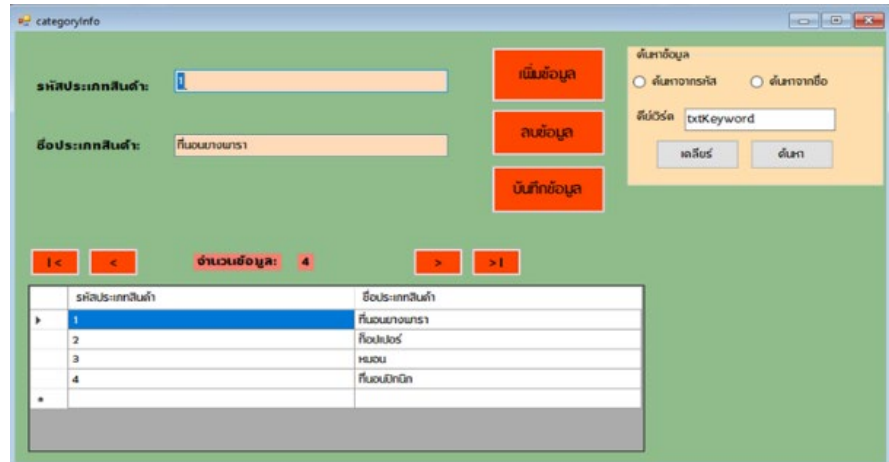 categoryInfo
รหัสประเภทสินค้า: 1
ชื่อประเภทสินค้า: ที่นอนยางพารา
เพิ่มข้อมูล
ลบข้อมูล
บันทึกข้อมูล
ค้นหาข้อมูล
ค้นหาจากรหัส ค้นหาจากชื่อ
คีย์เวิร์ด txtKeyword
เคลียร์ ค้นหา
|< < จำนวนข้อมูล: 4 > >|
รหัสประเภทสินค้า ชื่อประเภทสินค้า
1 ที่นอนยางพารา
2 ท็อปเปอร์
3 หมอน
4 ที่นอนปิกนิก